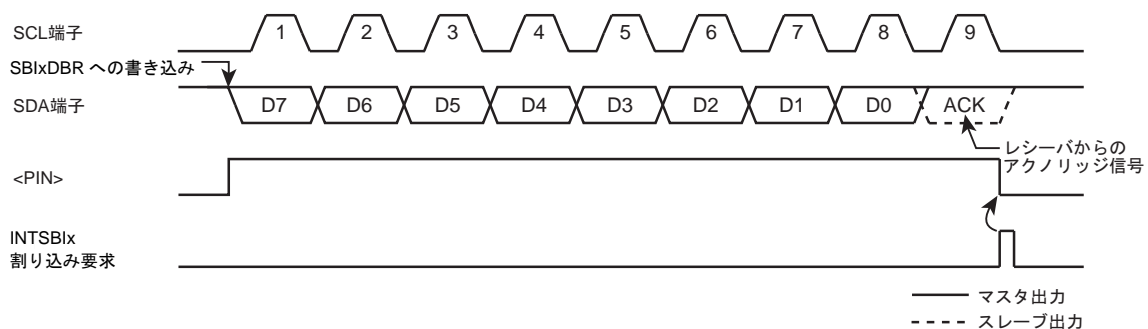 SCL端子
1 2 3 4 5 6 7 8 9
SBIxDBR への書き込み
SDA端子
D7 D6 D5 D4 D3 D2 D1 D0 ACK
レシーバからの
アクノリッジ信号
<PIN>
INTSBIx
割り込み要求
マスタ出力
スレーブ出力